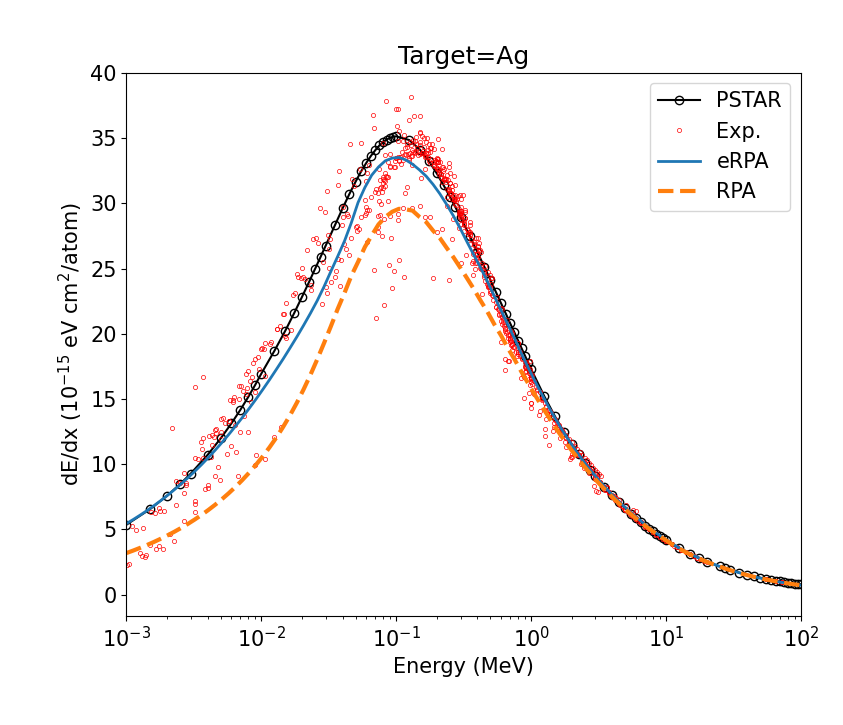 Target=Ag
40
35
30
25
20
15
10
5
0
dE/dx (10⁻¹⁵ eV cm²/atom)
PSTAR
Exp.
eRPA
RPA
10⁻³ 10⁻² 10⁻¹ 10⁰ 10¹ 10²
Energy (MeV)